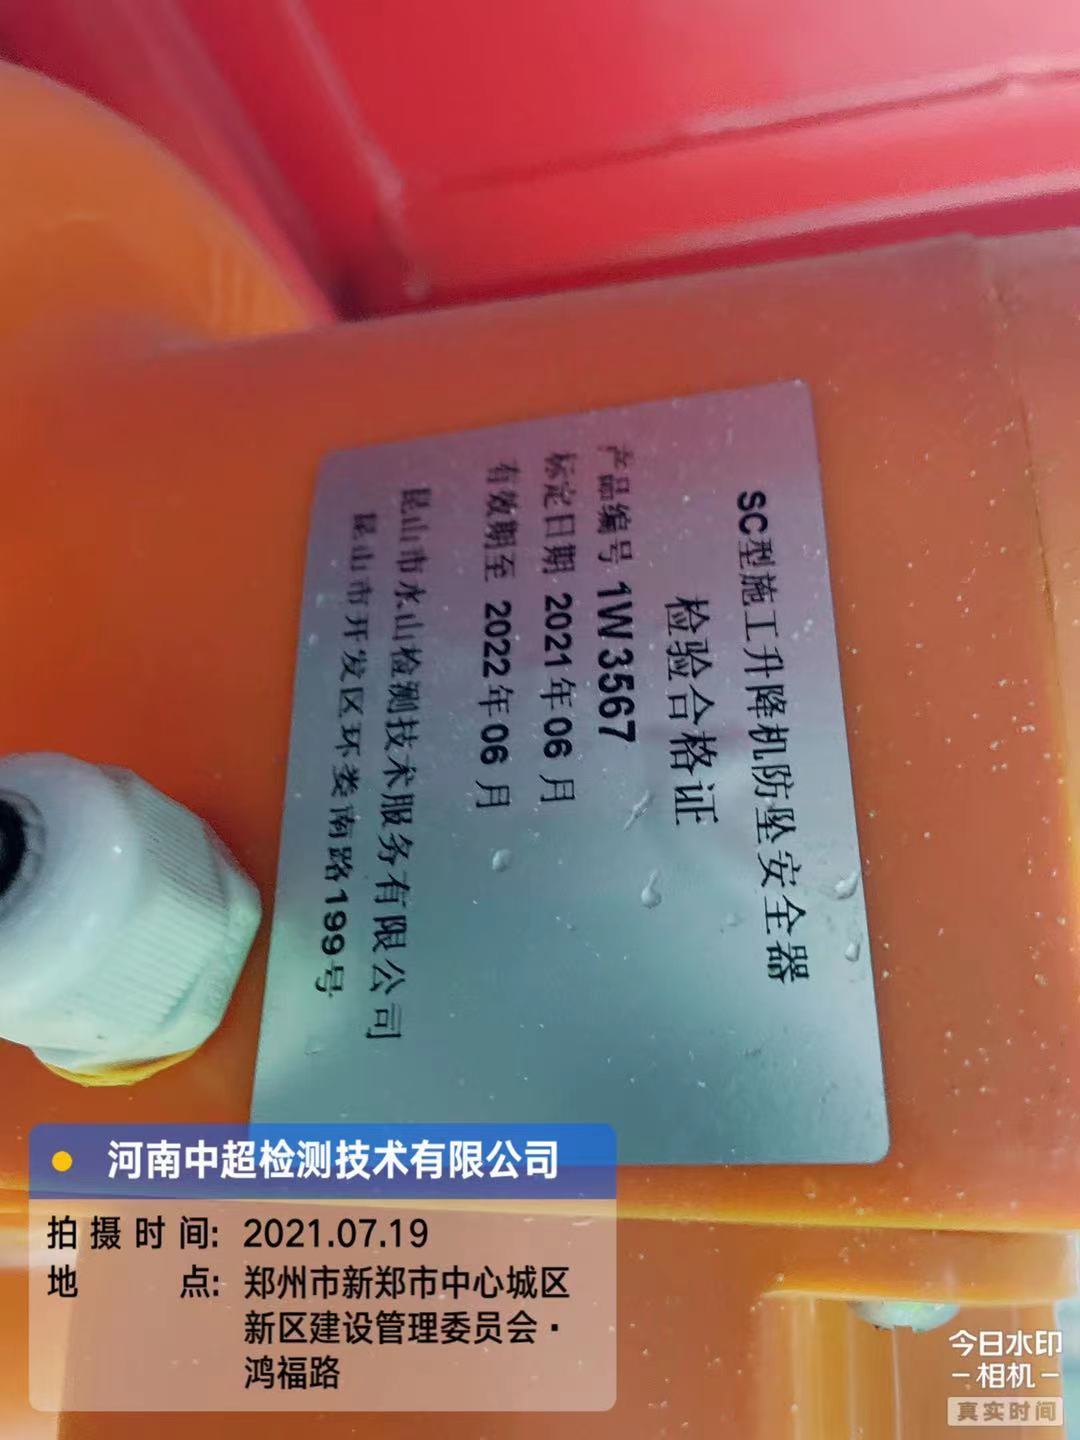 SC型施工升降机防坠安全器
检验合格证
产品编号 1W3567
标定日期 2021年06月
有效期至 2022年06月
昆山市永山检测技术服务有限公司
昆山市开发区环娄南路199号
河南中超检测技术有限公司
拍摄时间: 2021.07.19
地点: 郑州市新郑市中心城区
新区建设管理委员会·
鸿福路
今日水印
-相机-
真实时间